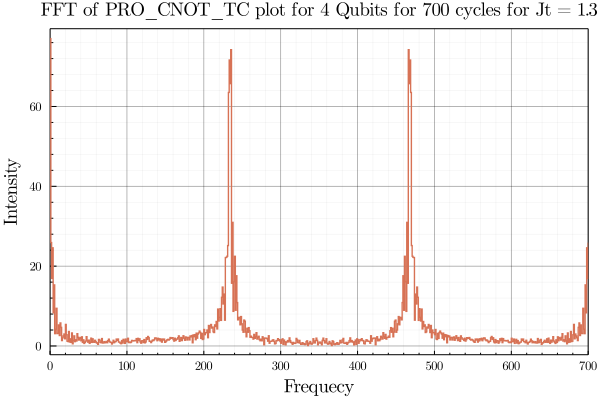 FFT of PRO_CNOT_TC plot for 4 Qubits for 700 cycles for Jt = 1.3
Intensity
60
40
20
0
0 100 200 300 400 500 600 700
Frequecy